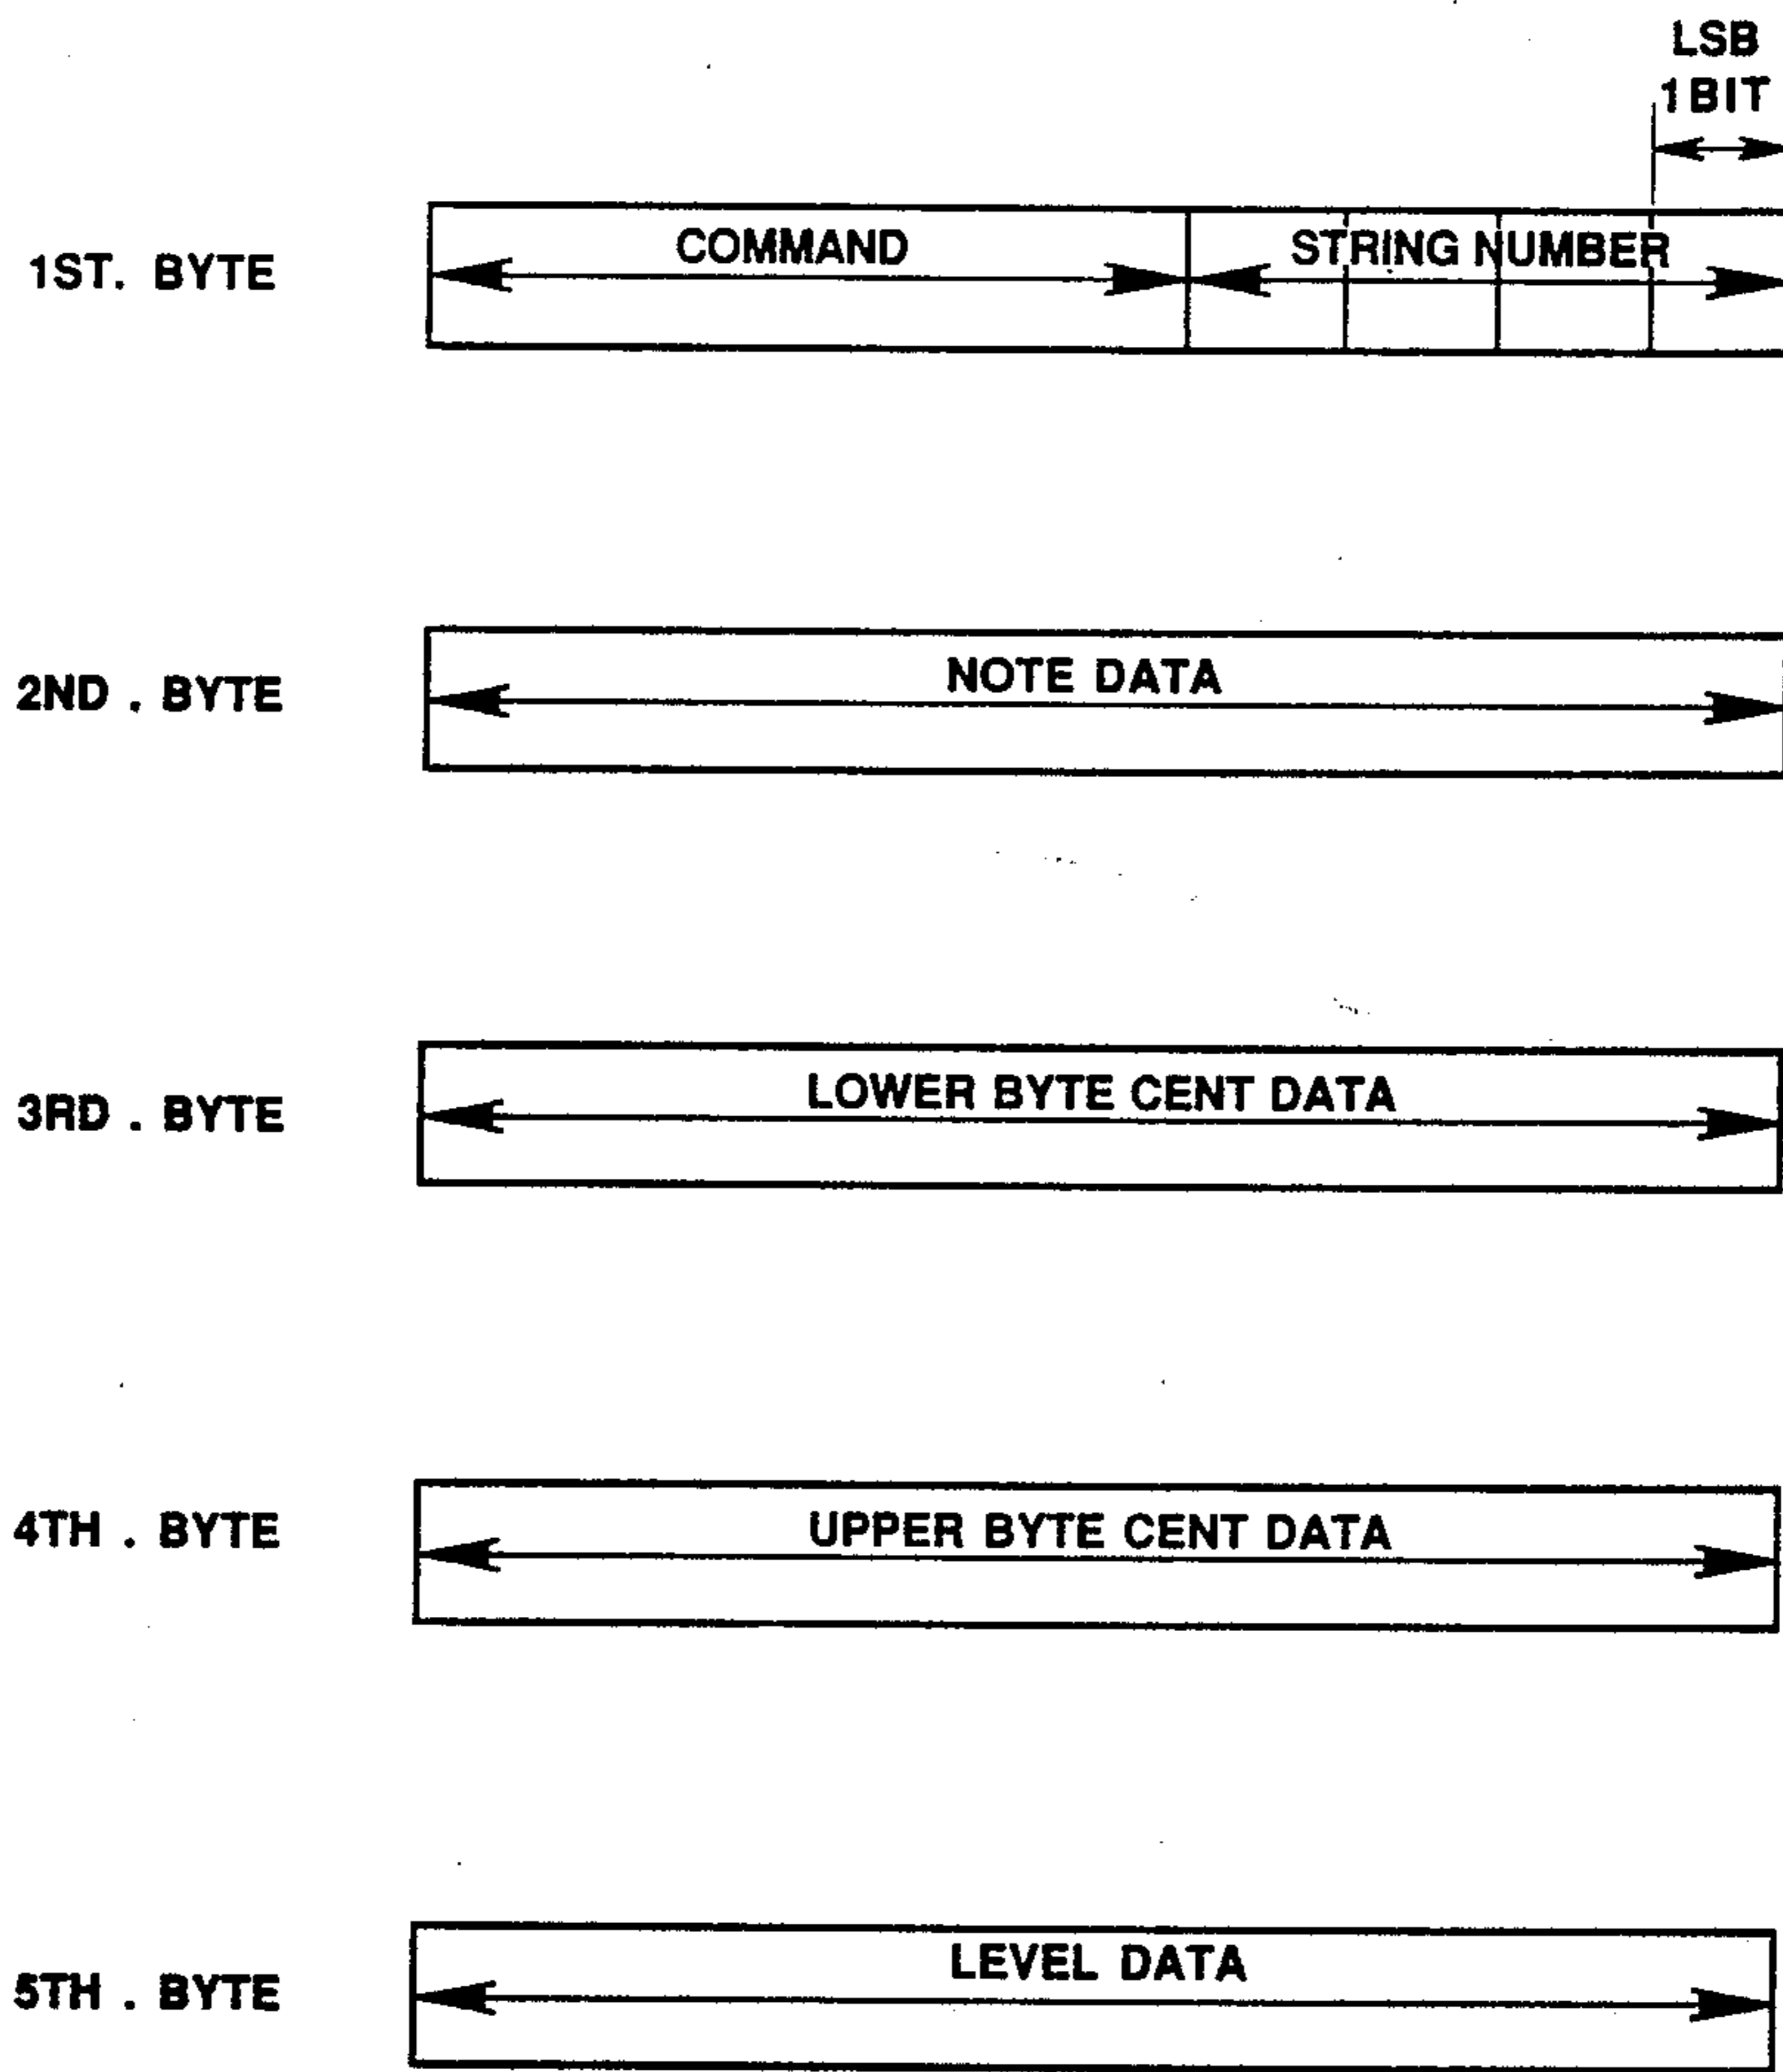 LSB
1BIT
1ST. BYTE COMMAND STRING NUMBER
2ND . BYTE NOTE DATA
3RD . BYTE LOWER BYTE CENT DATA
4TH . BYTE UPPER BYTE CENT DATA
5TH . BYTE LEVEL DATA